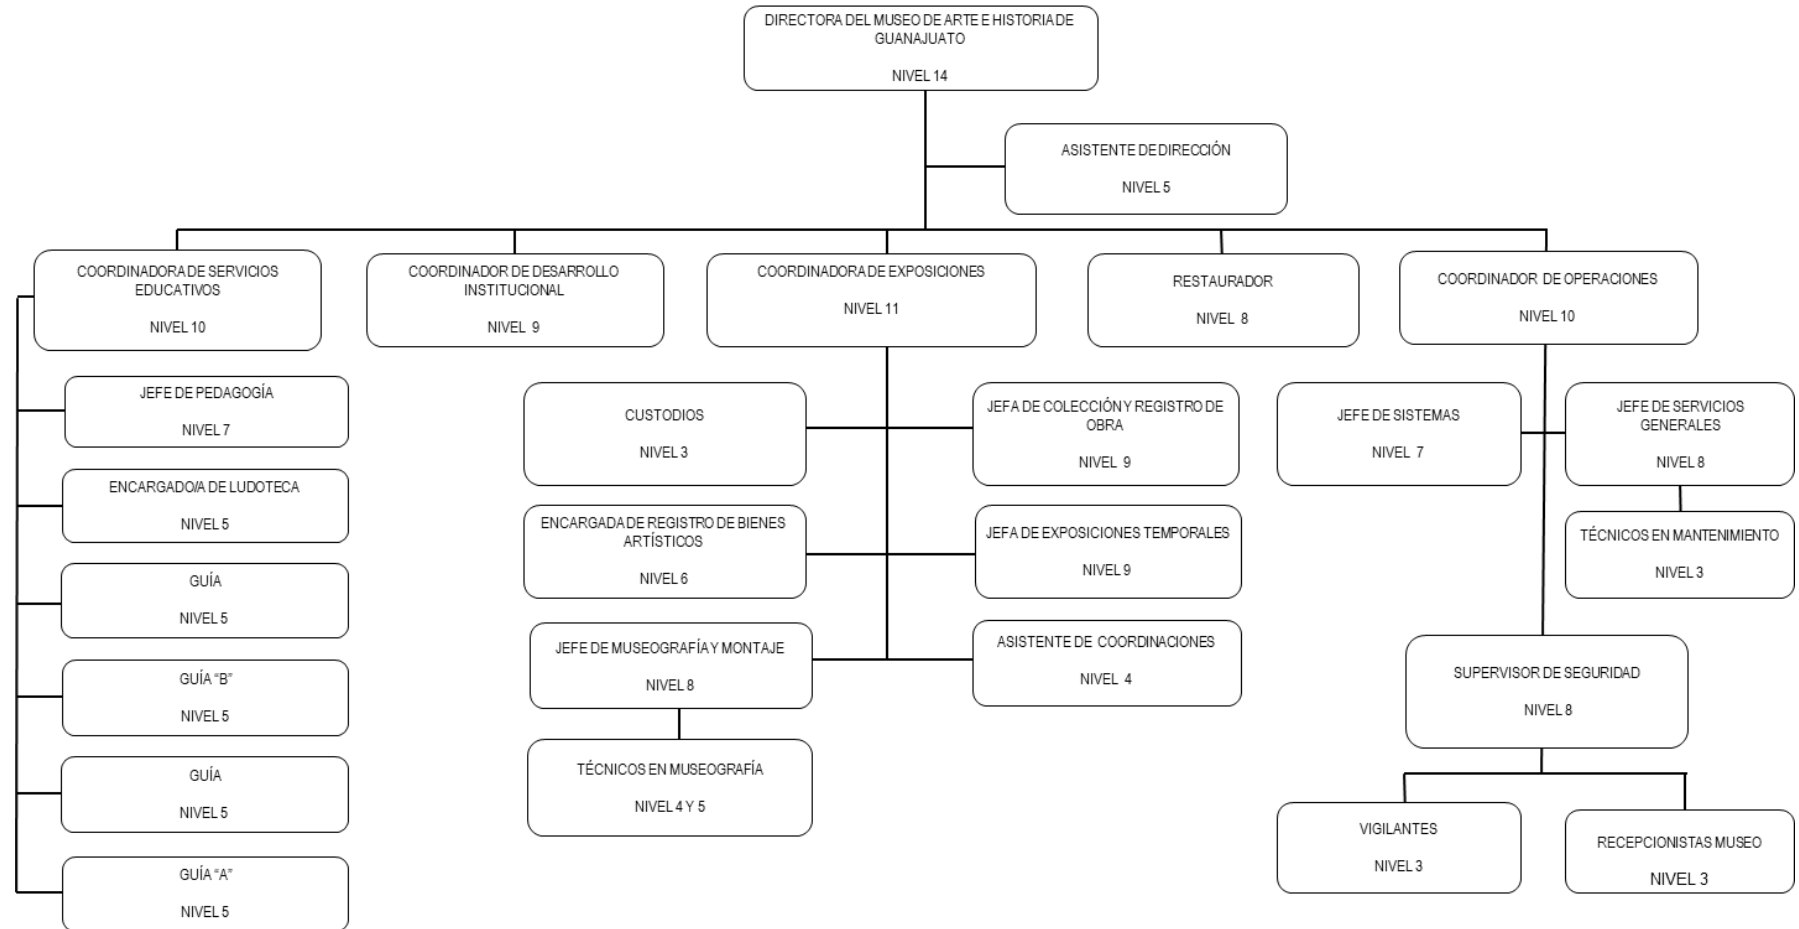 DIRECTORA DEL MUSEO DE ARTE E HISTORIA DE
GUANAJUATO
NIVEL 14
ASISTENTE DE DIRECCIÓN
NIVEL 5
COORDINADORA DE SERVICIOS
EDUCATIVOS
NIVEL 10
COORDINADOR DE DESARROLLO
INSTITUCIONAL
NIVEL 9
COORDINADORA DE EXPOSICIONES
NIVEL 11
RESTAURADOR
NIVEL 8
COORDINADOR DE OPERACIONES
NIVEL 10
JEFE DE PEDAGOGÍA
NIVEL 7
ENCARGADO/A DE LUDOTECA
NIVEL 5
GUÍA
NIVEL 5
GUÍA “B”
NIVEL 5
GUÍA
NIVEL 5
GUÍA “A”
NIVEL 5
CUSTODIOS
NIVEL 3
JEFA DE COLECCIÓN Y REGISTRO DE
OBRA
NIVEL 9
ENCARGADA DE REGISTRO DE BIENES
ARTÍSTICOS
NIVEL 6
JEFA DE EXPOSICIONES TEMPORALES
NIVEL 9
JEFE DE MUSEOGRAFÍA Y MONTAJE
NIVEL 8
ASISTENTE DE COORDINACIONES
NIVEL 4
TÉCNICOS EN MUSEOGRAFÍA
NIVEL 4 Y 5
JEFE DE SISTEMAS
NIVEL 7
JEFE DE SERVICIOS
GENERALES
NIVEL 8
TÉCNICOS EN MANTENIMIENTO
NIVEL 3
SUPERVISOR DE SEGURIDAD
NIVEL 8
VIGILANTES
NIVEL 3
RECEPCIONISTAS MUSEO
NIVEL 3